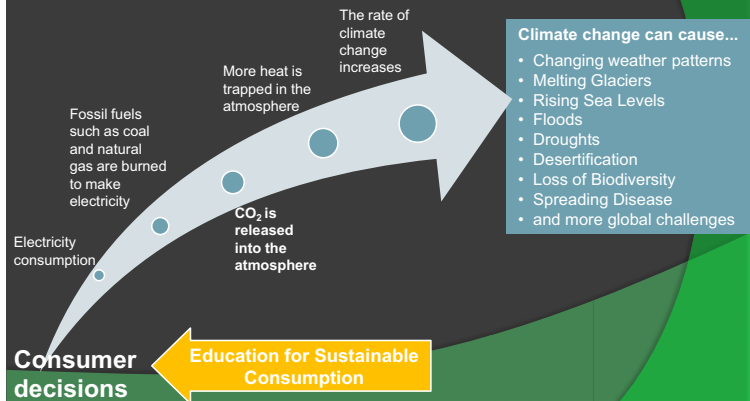 The rate of
climate
change
increases
More heat is
trapped in the
atmosphere
Fossil fuels
such as coal
and natural
gas are burned
to make
electricity
CO₂ is
released
into the
atmosphere
Electricity
consumption
Climate change can cause...
• Changing weather patterns
• Melting Glaciers
• Rising Sea Levels
• Floods
• Droughts
• Desertification
• Loss of Biodiversity
• Spreading Disease
• and more global challenges
Consumer
decisions
Education for Sustainable
Consumption